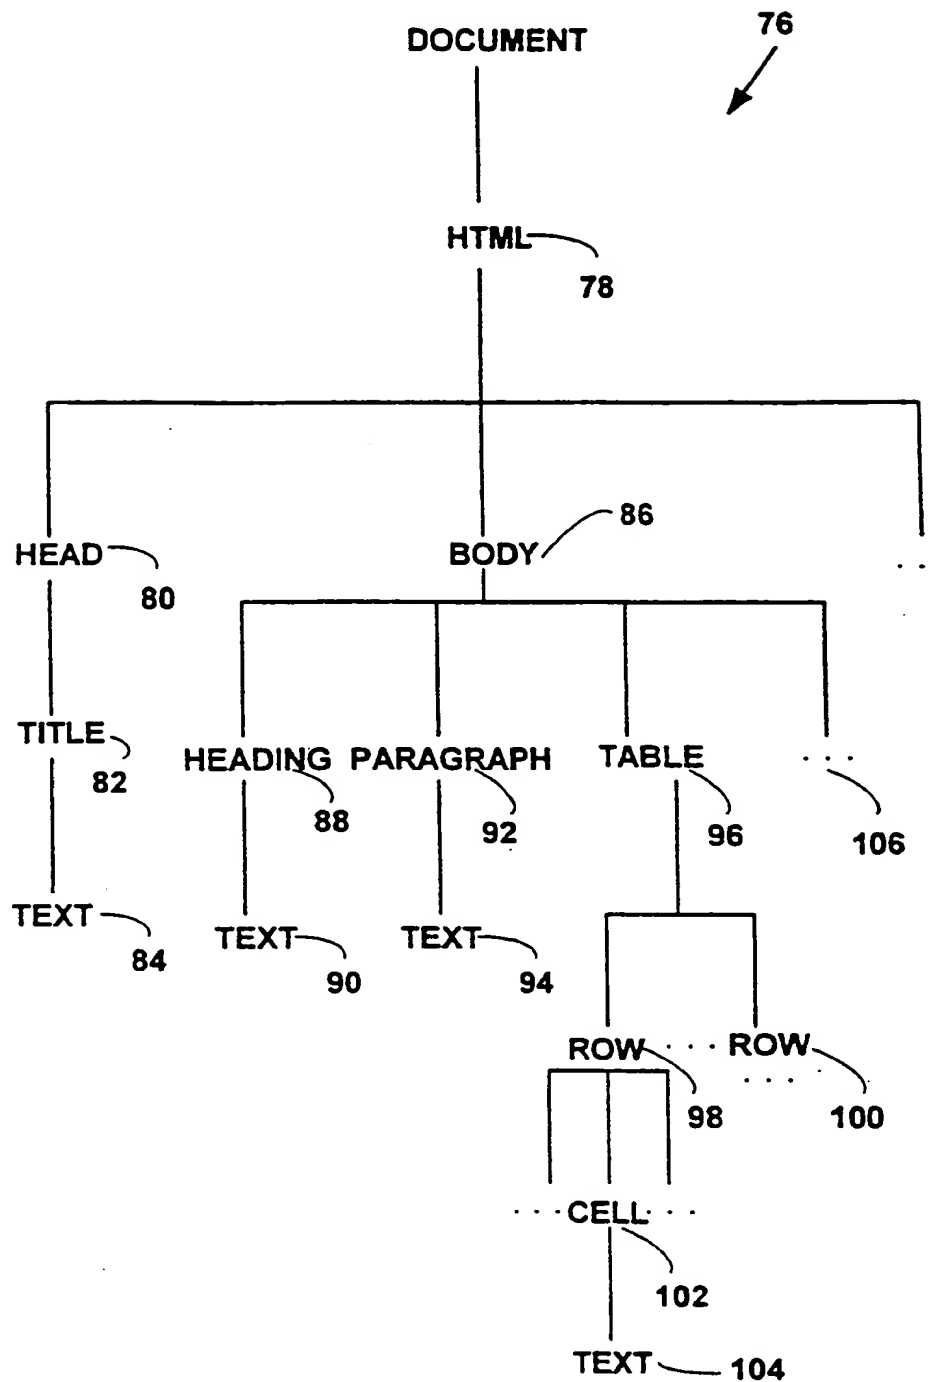 76
DOCUMENT
HTML
78
86
HEAD BODY . .
80
TITLE
82
HEADING PARAGRAPH TABLE . . .
88 92 96 106
TEXT
84
TEXT TEXT
90 94
ROW . . . ROW
. . .
98 100
. . . CELL . . .
102
TEXT 104